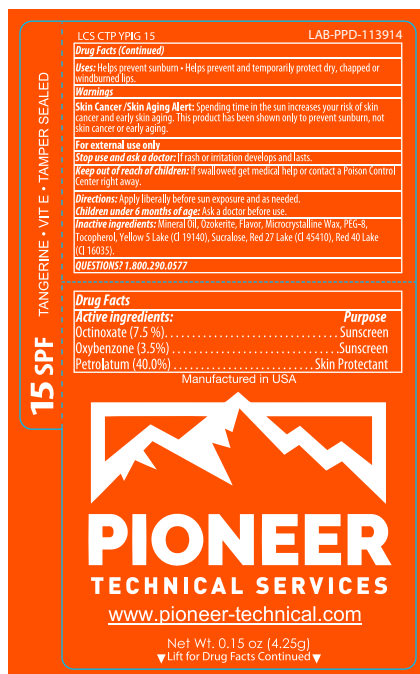 LCS CTP YPIG 15 LAB-PPD-113914
Drug Facts (Continued)
Uses: Helps prevent sunburn • Helps prevent and temporarily protect dry, chapped or
windburned lips.
Warnings
Skin Cancer /Skin Aging Alert: Spending time in the sun increases your risk of skin
cancer and early skin aging. This product has been shown only to prevent sunburn, not
skin cancer or early aging.
For external use only
Stop use and ask a doctor: If rash or irritation develops and lasts.
Keep out of reach of children: if swallowed get medical help or contact a Poison Control
Center right away.
Directions: Apply liberally before sun exposure and as needed.
Children under 6 months of age: Ask a doctor before use.
Inactive ingredients: Mineral Oil, Ozokerite, Flavor, Microcrystalline Wax, PEG-8,
Tocopherol, Yellow 5 Lake (Cl 19140), Sucralose, Red 27 Lake (Cl 45410), Red 40 Lake
(Cl 16035).
QUESTIONS? 1.800.290.0577
15 SPF TANGERINE • VIT E • TAMPER SEALED
Drug Facts
Active ingredients: Purpose
Octinoxate (7.5 %)................................Sunscreen
Oxybenzone (3.5%)...............................Sunscreen
Petrolatum (40.0%)..........................Skin Protectant
Manufactured in USA
PIONEER
TECHNICAL SERVICES
www.pioneer-technical.com
Net Wt. 0.15 oz (4.25g)
▼Lift for Drug Facts Continued▼